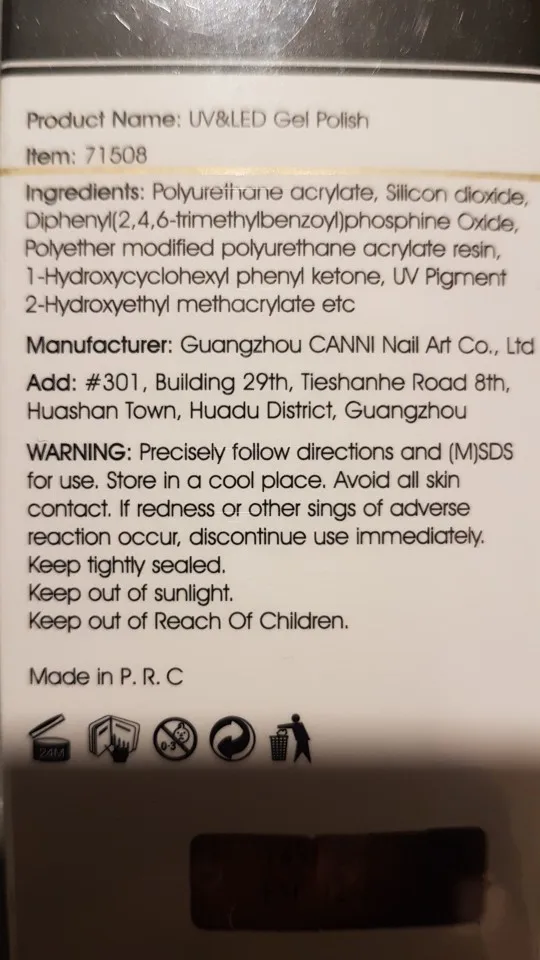 Product Name: UV&LED Gel Polish
Item: 71508
Ingredients: Polyurethane acrylate, Silicon dioxide,
Diphenyl(2,4,6-trimethylbenzoyl)phosphine Oxide,
Polyether modified polyurethane acrylate resin,
1-Hydroxycyclohexyl phenyl ketone, UV Pigment
2-Hydroxyethyl methacrylate etc
Manufacturer: Guangzhou CANNI Nail Art Co., Ltd
Add: #301, Building 29th, Tieshanhe Road 8th,
Huashan Town, Huadu District, Guangzhou
WARNING: Precisely follow directions and (M)SDS
for use. Store in a cool place. Avoid all skin
contact. If redness or other sings of adverse
reaction occur, discontinue use immediately.
Keep tightly sealed.
Keep out of sunlight.
Keep out of Reach Of Children.
Made in P. R. C
24M 0-3